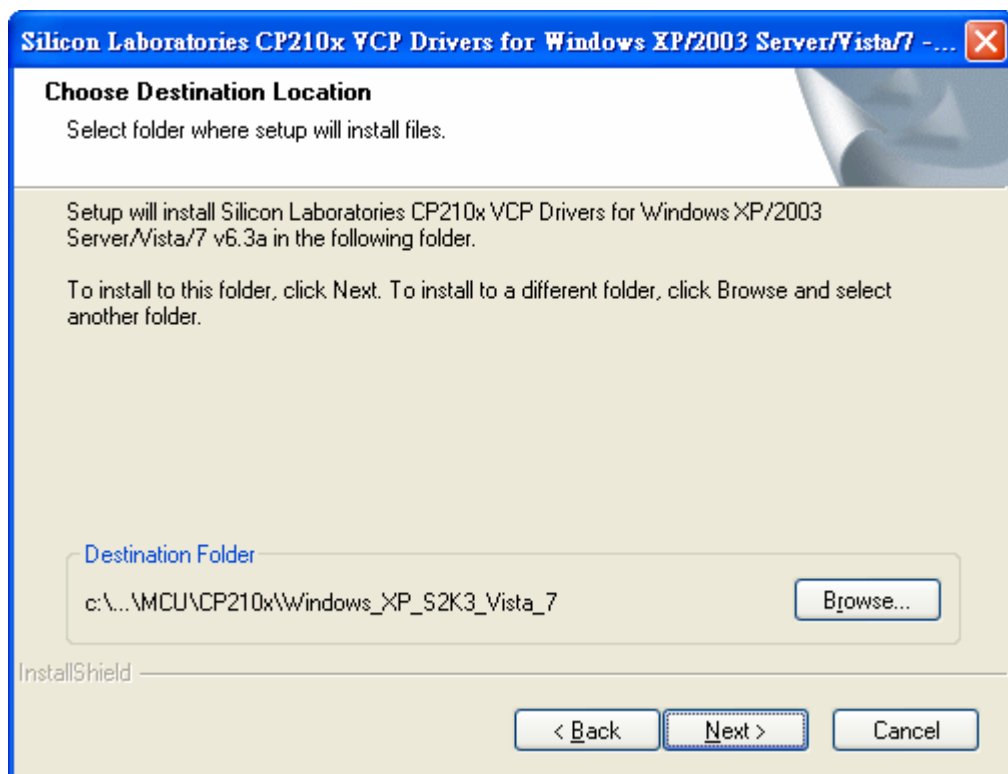 Silicon Laboratories CP210x VCP Drivers for Windows XP/2003 Server/Vista/7 -...
Choose Destination Location
Select folder where setup will install files.
Setup will install Silicon Laboratories CP210x VCP Drivers for Windows XP/2003
Server/Vista/7 v6.3a in the following folder.
To install to this folder, click Next. To install to a different folder, click Browse and select
another folder.
Destination Folder
c:\...\MCU\CP210x\Windows_XP_S2K3_Vista_7
Browse...
InstallShield
< Back
Next >
Cancel